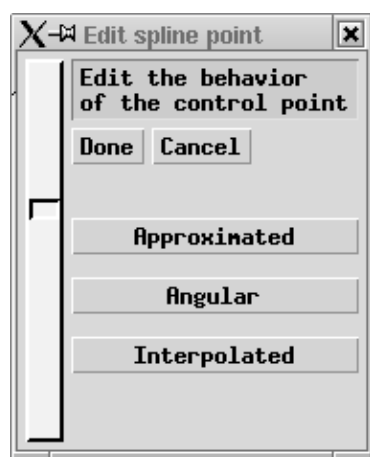 Edit spline point
Edit the behavior
of the control point
Done Cancel
Approximated
Angular
Interpolated